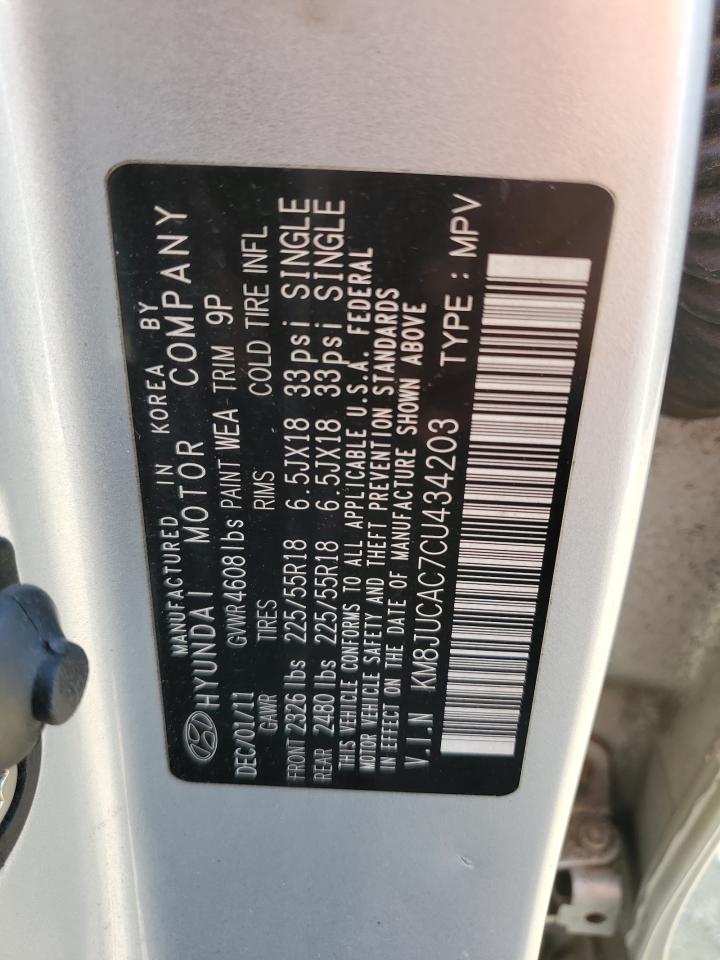 MANUFACTURED IN KOREA BY
HYUNDAI MOTOR COMPANY
DEC/01/11 GVWR 4608 lbs PAINT WEA TRIM 9P
GAWR TIRES RIMS COLD TIRE INFL
FRONT 2326 lbs 225/55R18 6.5JX18 33psi SINGLE
REAR 2480 lbs 225/55R18 6.5JX18 33psi SINGLE
THIS VEHICLE CONFORMS TO ALL APPLICABLE U.S.A. FEDERAL
MOTOR VEHICLE SAFETY AND THEFT PREVENTION STANDARDS
IN EFFECT ON THE DATE OF MANUFACTURE SHOWN ABOVE
V.I.N KM8JUCAC7CU434203 TYPE : MPV